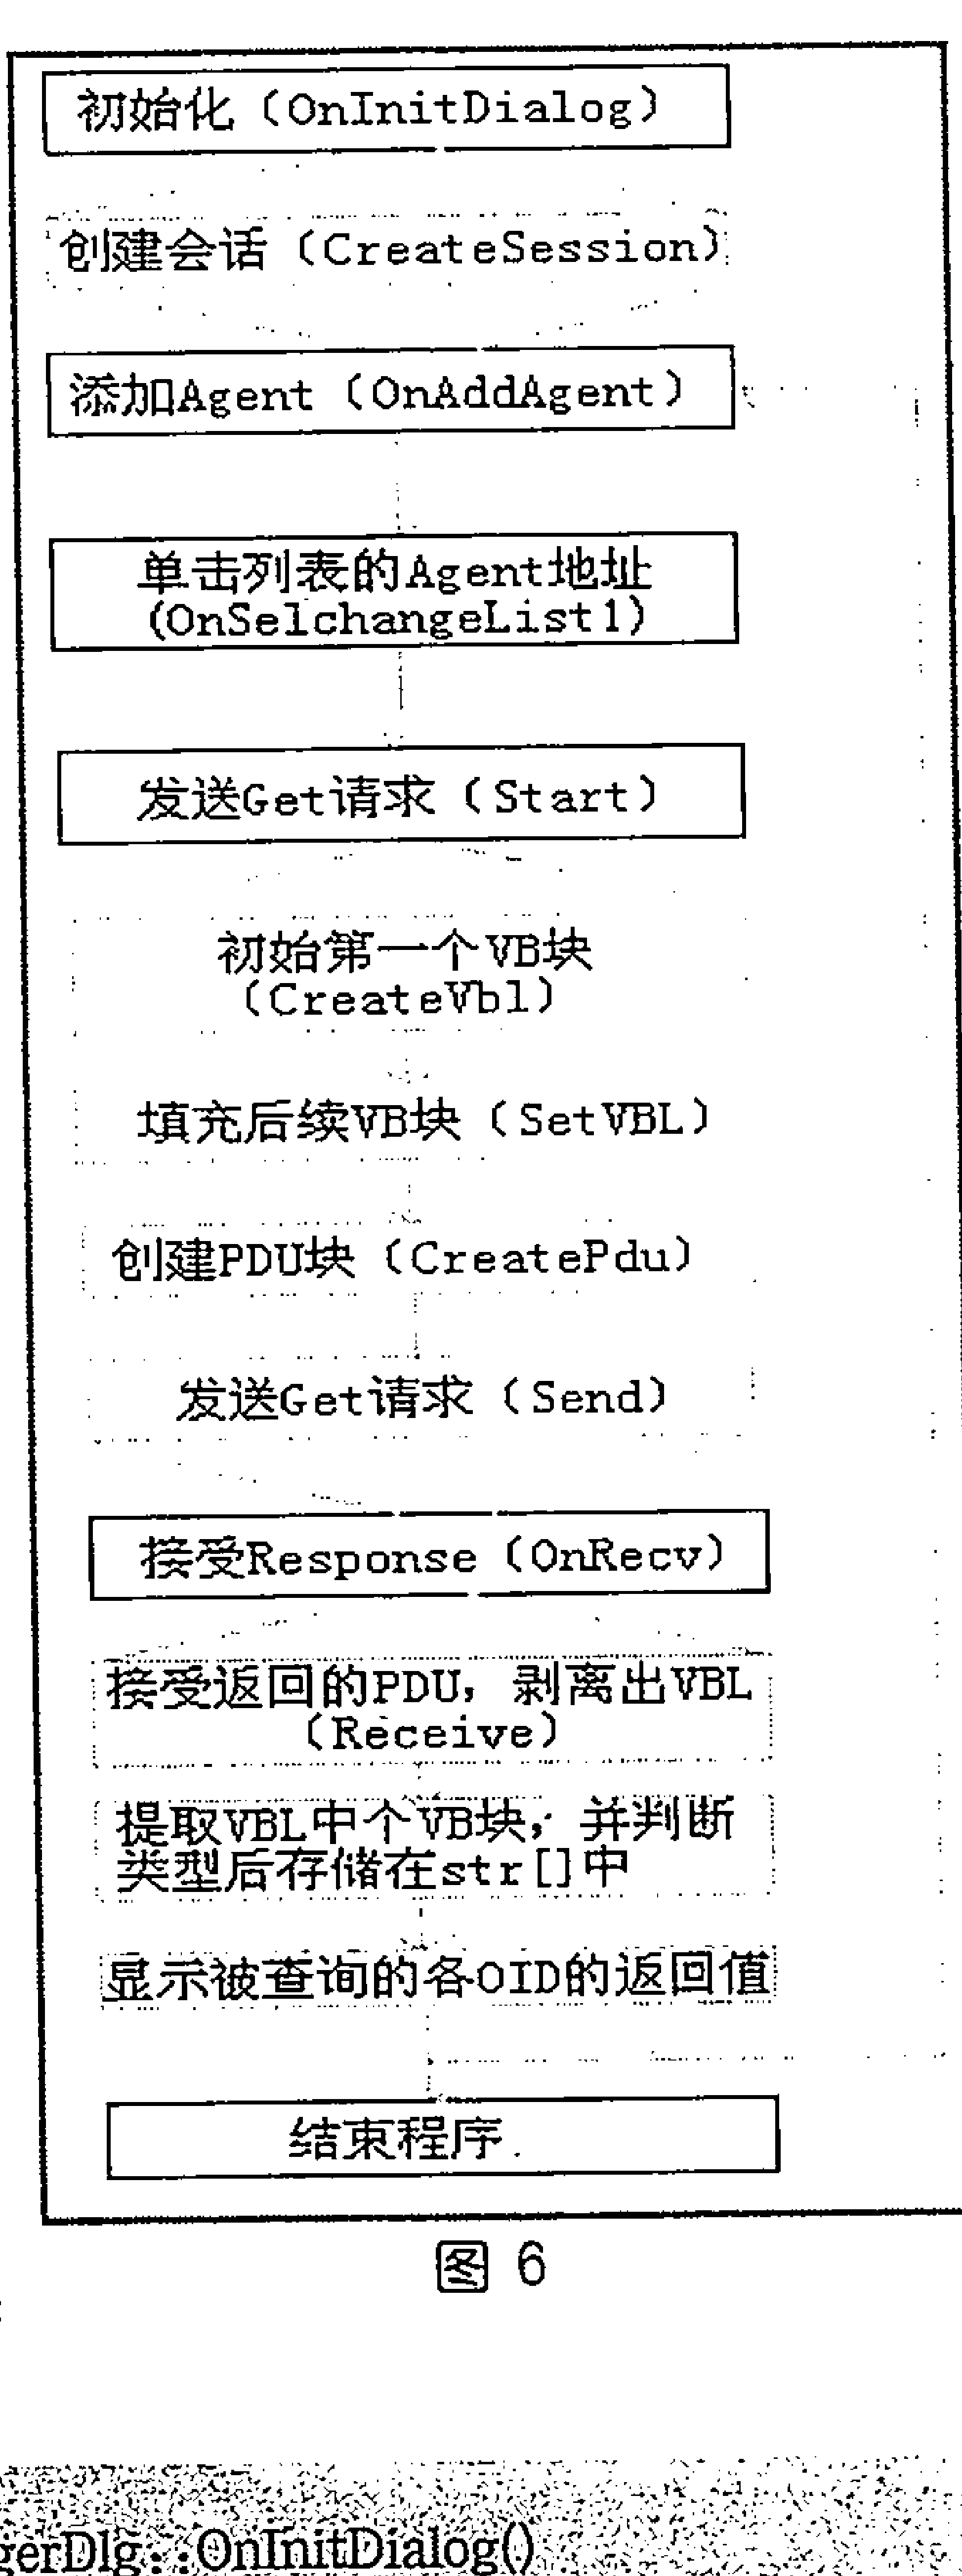 初始化（OnInitDialog）
创建会话（CreateSession）
添加Agent（OnAddAgent）
单击列表的Agent地址
(OnSelchangeList1)
发送Get请求（Start）
初始第一个VB块
（CreateVbl）
填充后续VB块（SetVBL）
创建PDU块（CreatePdu）
发送Get请求（Send）
接受Response（OnRecv）
接受返回的PDU，剥离出VBL
（Receive）
提取VBL中个VB块，并判断
类型后存储在str[]中
显示被查询的各OID的返回值
结束程序
图 6
gerDlg::OnInitDialog()